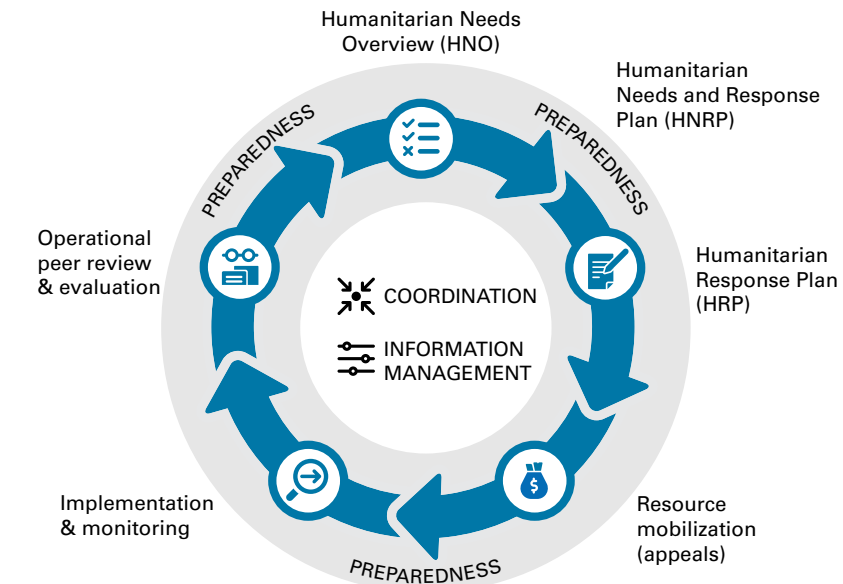 Humanitarian Needs
Overview (HNO)
Humanitarian
Needs and Response
Plan (HNRP)
PREPAREDNESS
PREPAREDNESS
Operational
peer review
& evaluation
Humanitarian
Response Plan
(HRP)
COORDINATION
INFORMATION
MANAGEMENT
$
Implementation
& monitoring
Resource
mobilization
(appeals)
PREPAREDNESS